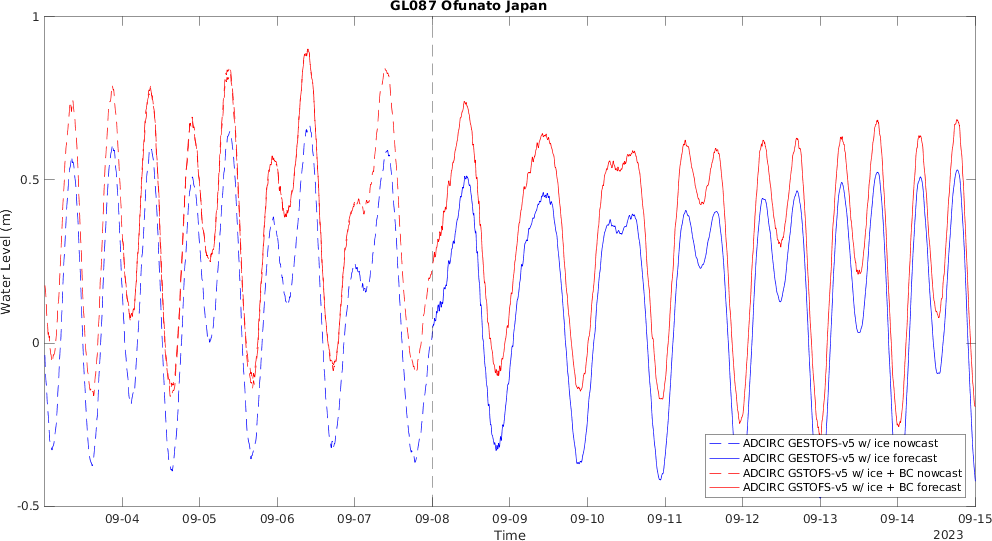 GL087 Ofunato Japan
1
0.5
0
-0.5
Water Level (m)
09-04 09-05 09-06 09-07 09-08 09-09 09-10 09-11 09-12 09-13 09-14 09-15
Time
2023
ADCIRC GESTOFS-v5 w/ ice nowcast
ADCIRC GESTOFS-v5 w/ ice forecast
ADCIRC GSTOFS-v5 w/ ice + BC nowcast
ADCIRC GSTOFS-v5 w/ ice + BC forecast